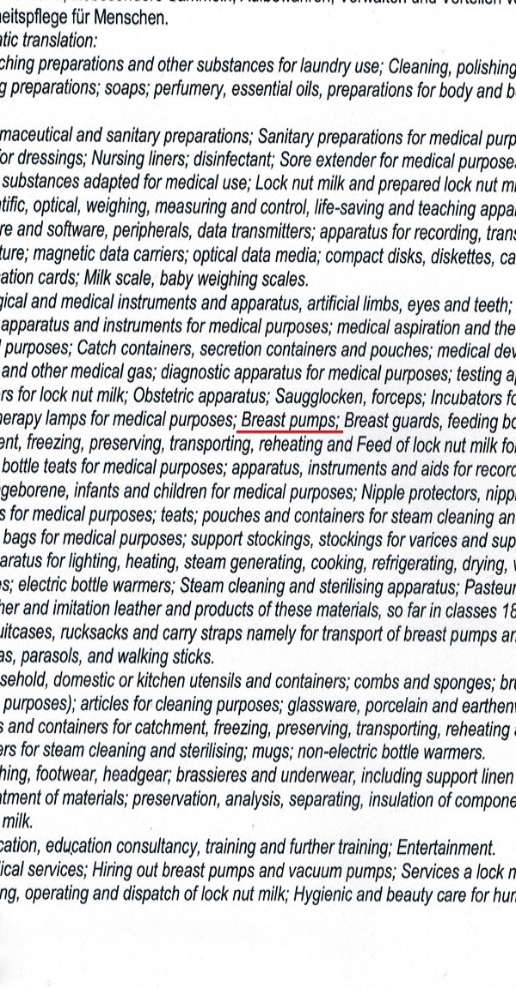 eitspflege für Menschen.
tic translation:
ching preparations and other substances for laundry use; Cleaning, polishing
g preparations; soaps; perfumery, essential oils, preparations for body and b
maceutical and sanitary preparations; Sanitary preparations for medical purp
or dressings; Nursing liners; disinfectant; Sore extender for medical purpose
substances adapted for medical use; Lock nut milk and prepared lock nut m
tific, optical, weighing, measuring and control, life-saving and teaching appa
re and software, peripherals, data transmitters; apparatus for recording, trans
ture; magnetic data carriers; optical data media; compact disks, diskettes, ca
ation cards; Milk scale, baby weighing scales.
gical and medical instruments and apparatus, artificial limbs, eyes and teeth;
apparatus and instruments for medical purposes; medical aspiration and the
purposes; Catch containers, secretion containers and pouches; medical dev
and other medical gas; diagnostic apparatus for medical purposes; testing a
rs for lock nut milk; Obstetric apparatus; Saugglocken, forceps; Incubators fo
herapy lamps for medical purposes; Breast pumps; Breast guards, feeding bo
ent, freezing, preserving, transporting, reheating and Feed of lock nut milk fo
bottle teats for medical purposes; apparatus, instruments and aids for record
geborene, infants and children for medical purposes; Nipple protectors, nipp
s for medical purposes; teats; pouches and containers for steam cleaning an
bags for medical purposes; support stockings, stockings for varices and sup
aratus for lighting, heating, steam generating, cooking, refrigerating, drying, v
es; electric bottle warmers; Steam cleaning and sterilising apparatus; Pasteur
her and imitation leather and products of these materials, so far in classes 18
uitcases, rucksacks and carry straps namely for transport of breast pumps an
as, parasols, and walking sticks.
sehold, domestic or kitchen utensils and containers; combs and sponges; bru
purposes); articles for cleaning purposes; glassware, porcelain and earthenw
s and containers for catchment, freezing, preserving, transporting, reheating
ers for steam cleaning and sterilising; mugs; non-electric bottle warmers.
hing, footwear, headgear; brassieres and underwear, including support linen
atment of materials; preservation, analysis, separating, insulation of compone
milk.
cation, education consultancy, training and further training; Entertainment.
ical services; Hiring out breast pumps and vacuum pumps; Services a lock n
ng, operating and dispatch of lock nut milk; Hygienic and beauty care for hun